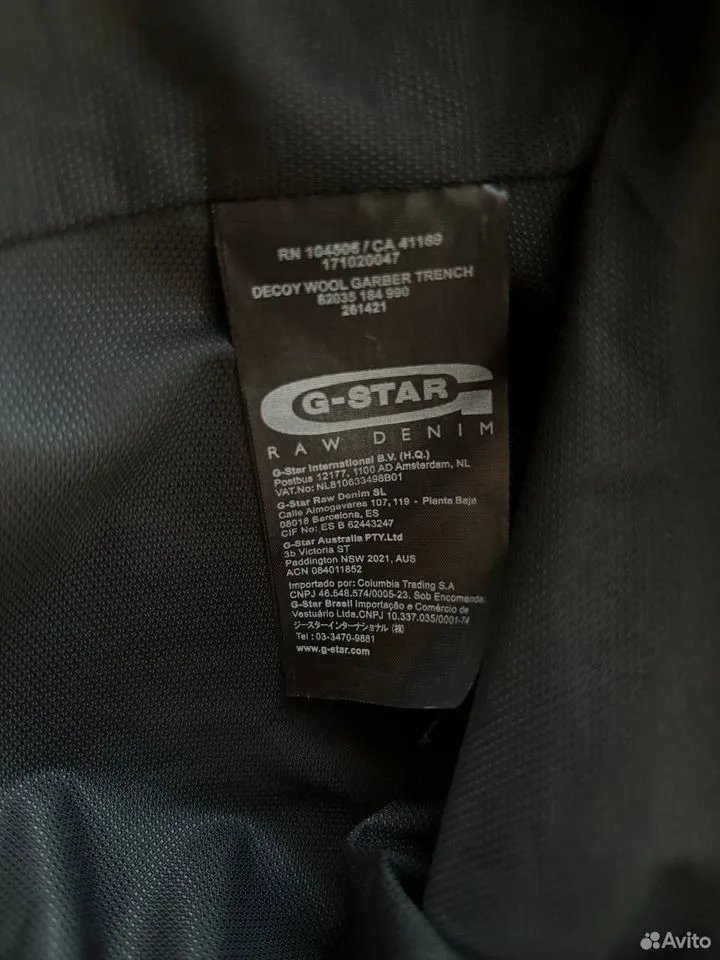 RN 104506 / CA 41169
171020047
DECOY WOOL GARBER TRENCH
82035 184 990
261421
G-STAR
RAW DENIM
G-Star International B.V. (H.Q.)
Postbus 12177, 1100 AD Amsterdam, NL
VAT.No: NL810633498B01
G-Star Raw Denim SL
Calle Almogavares 107, 119 - Planta Baja
08018 Barcelona, ES
CIF No: ES B 62443247
G-Star Australia PTY.Ltd
3b Victoria ST
Paddington NSW 2021, AUS
ACN 084011852
Importado por: Columbia Trading S.A
CNPJ 46.548.574/0005-23. Sob Encomenda
G-Star Brasil Importação e Comércio de
Vestuário Ltda.CNPJ 10.337.035/0001-74
ジースターインターナショナル (株)
Tel : 03-3470-9881
www.g-star.com
Avito